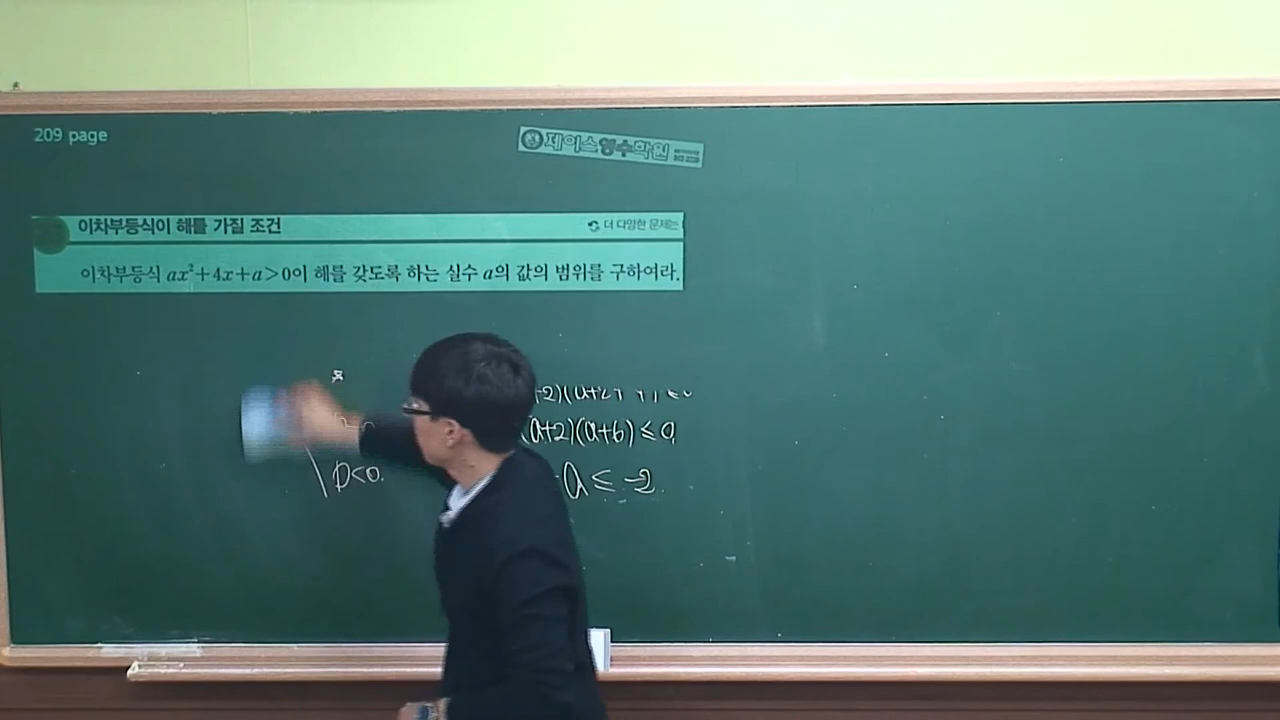 209 page
제이스영수학원
이차부등식이 해를 가질 조건
더 다양한 문제는
이차부등식 ax²+4x+a>0이 해를 갖도록 하는 실수 a의 값의 범위를 구하여라.
(a+2)(a+6) ≤ 0
D<0.
a ≤ -2.